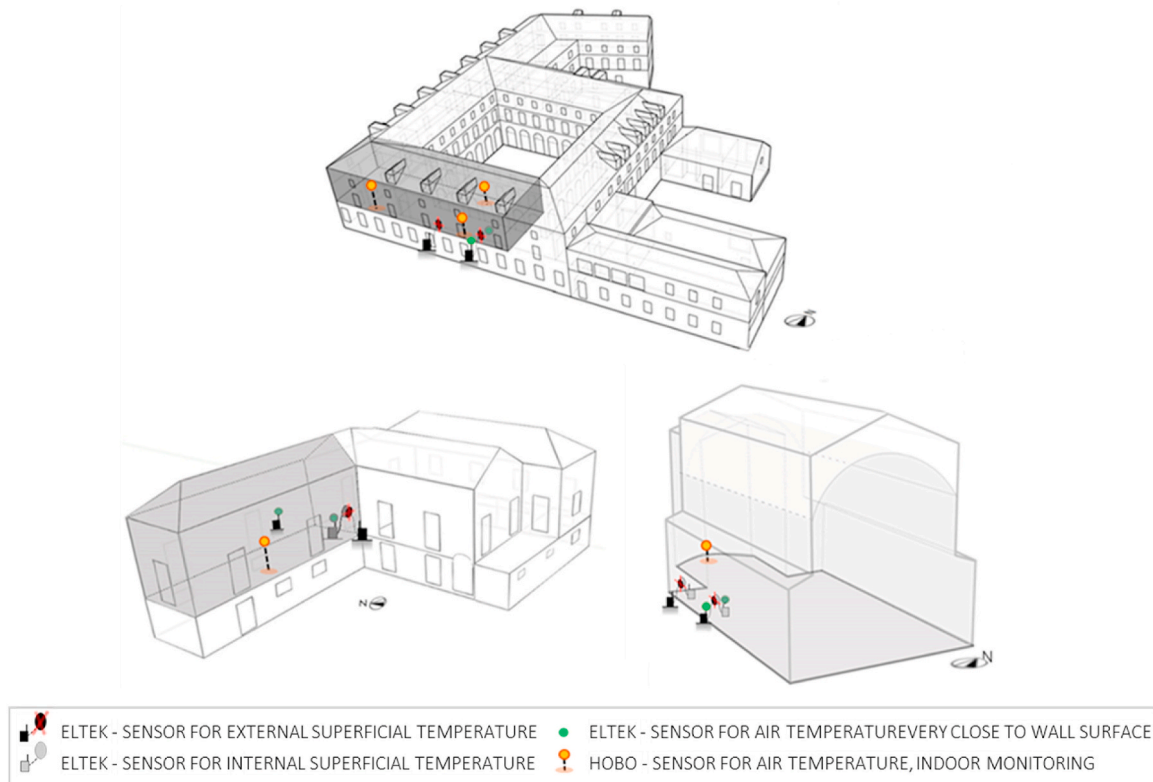 N
N
ELTEK - SENSOR FOR EXTERNAL SUPERFICIAL TEMPERATURE
ELTEK - SENSOR FOR AIR TEMPERATUREVERY CLOSE TO WALL SURFACE
ELTEK - SENSOR FOR INTERNAL SUPERFICIAL TEMPERATURE
HOBO - SENSOR FOR AIR TEMPERATURE, INDOOR MONITORING